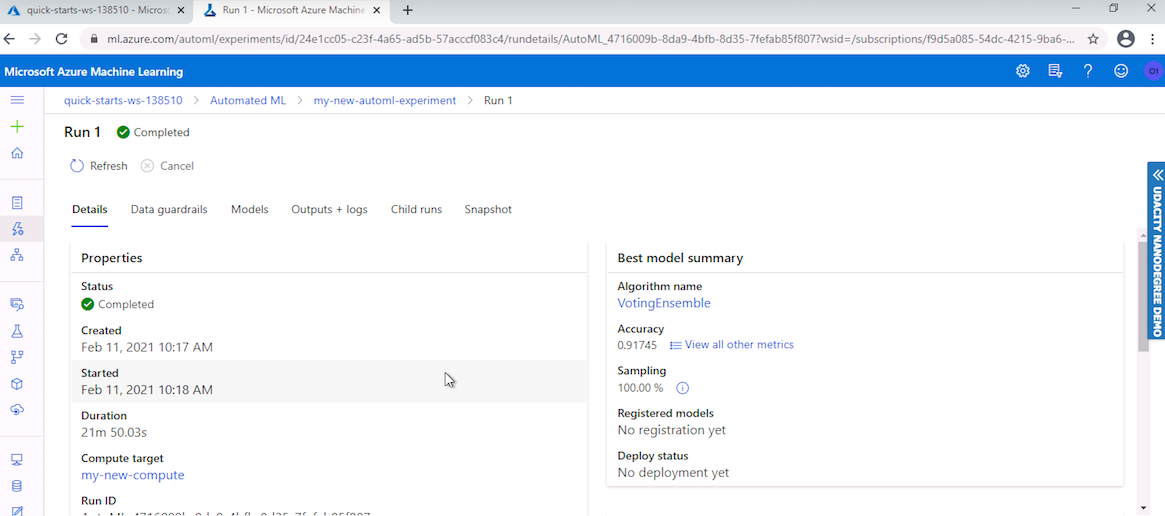 quick-starts-ws-138510 - Micros
Run 1 - Microsoft Azure Machine
ml.azure.com/automl/experiments/id/24e1cc05-c23f-4a65-ad5b-57acccf083c4/rundetails/AutoML_4716009b-8da9-4bfb-8d35-7fefab85f807?wsid=/subscriptions/f9d5a085-54dc-4215-9ba6-...
Microsoft Azure Machine Learning
quick-starts-ws-138510 > Automated ML > my-new-automl-experiment > Run 1
Run 1 Completed
Refresh Cancel
Details Data guardrails Models Outputs + logs Child runs Snapshot
Properties
Status
Completed
Created
Feb 11, 2021 10:17 AM
Started
Feb 11, 2021 10:18 AM
Duration
21m 50.03s
Compute target
my-new-compute
Run ID
Best model summary
Algorithm name
VotingEnsemble
Accuracy
0.91745 View all other metrics
Sampling
100.00 %
Registered models
No registration yet
Deploy status
No deployment yet
UDACITY NANODEGREE DEMO